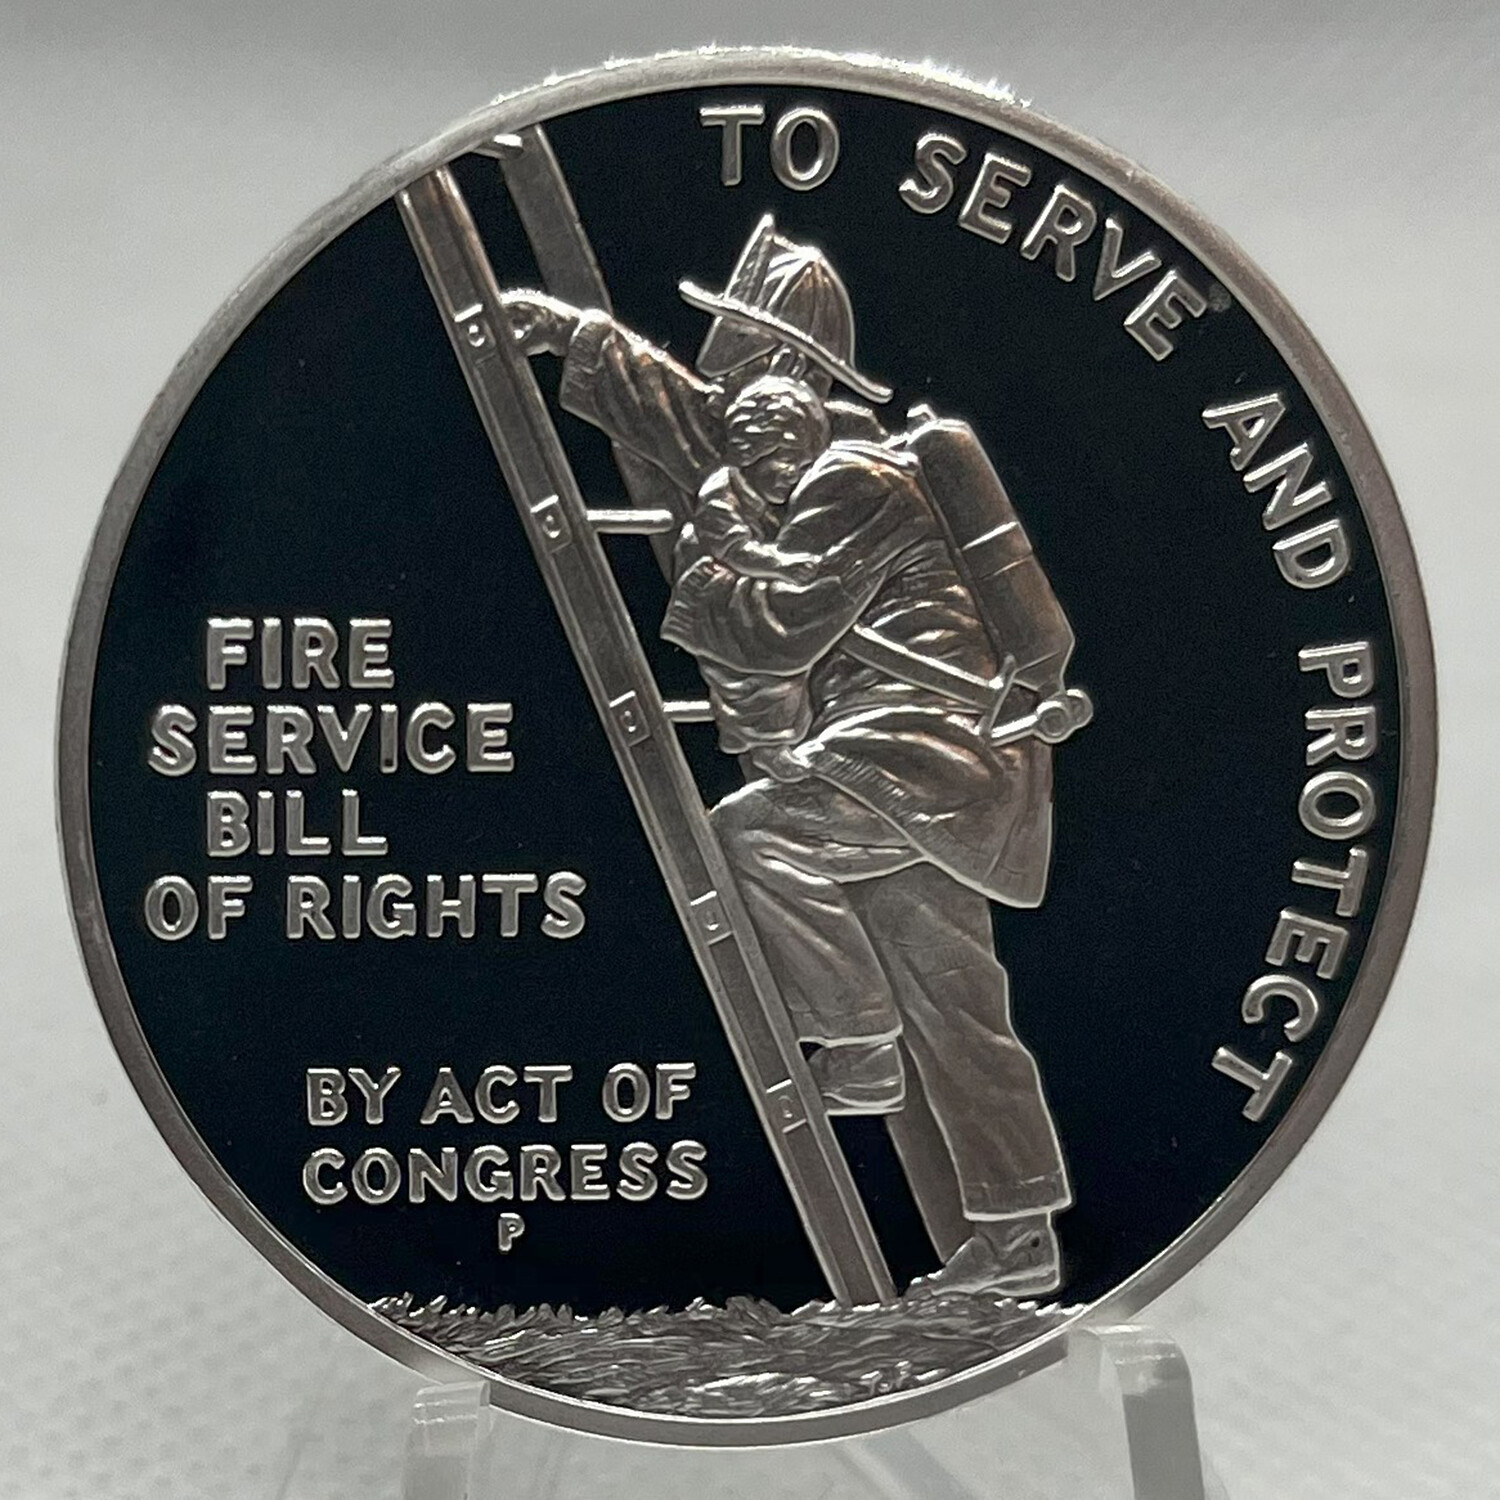 TO SERVE AND PROTECT
FIRE
SERVICE
BILL
OF RIGHTS
BY ACT OF
CONGRESS
P